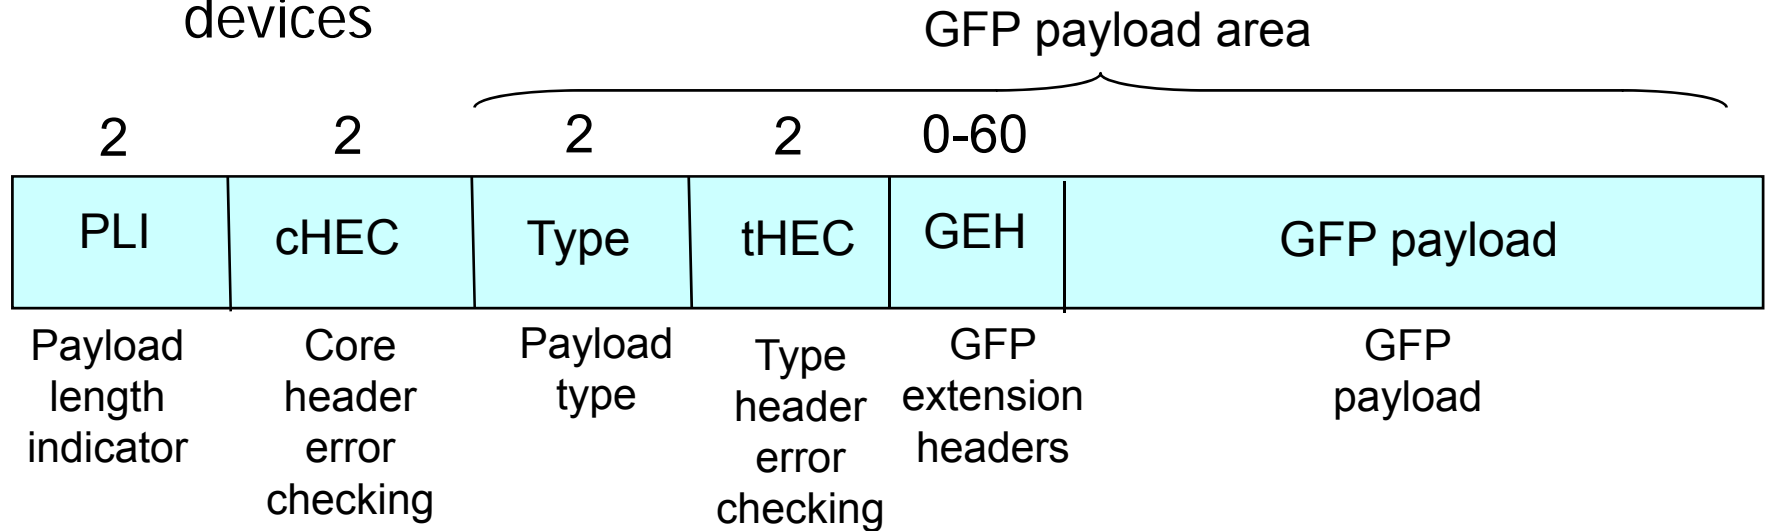 devices
GFP payload area
2 2 2 2 0-60
PLI cHEC Type tHEC GEH GFP payload
Payload
length
indicator
Core
header
error
checking
Payload
type
Type
header
error
checking
GFP
extension
headers
GFP
payload